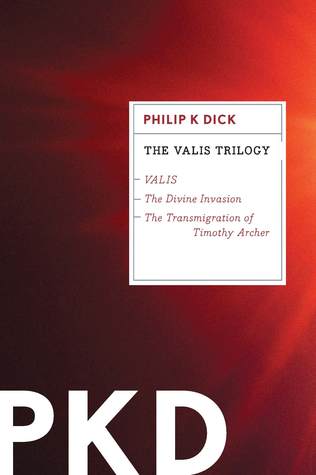 PHILIP K DICK
THE VALIS TRILOGY
VALIS
The Divine Invasion
The Transmigration of
Timothy Archer
PKD